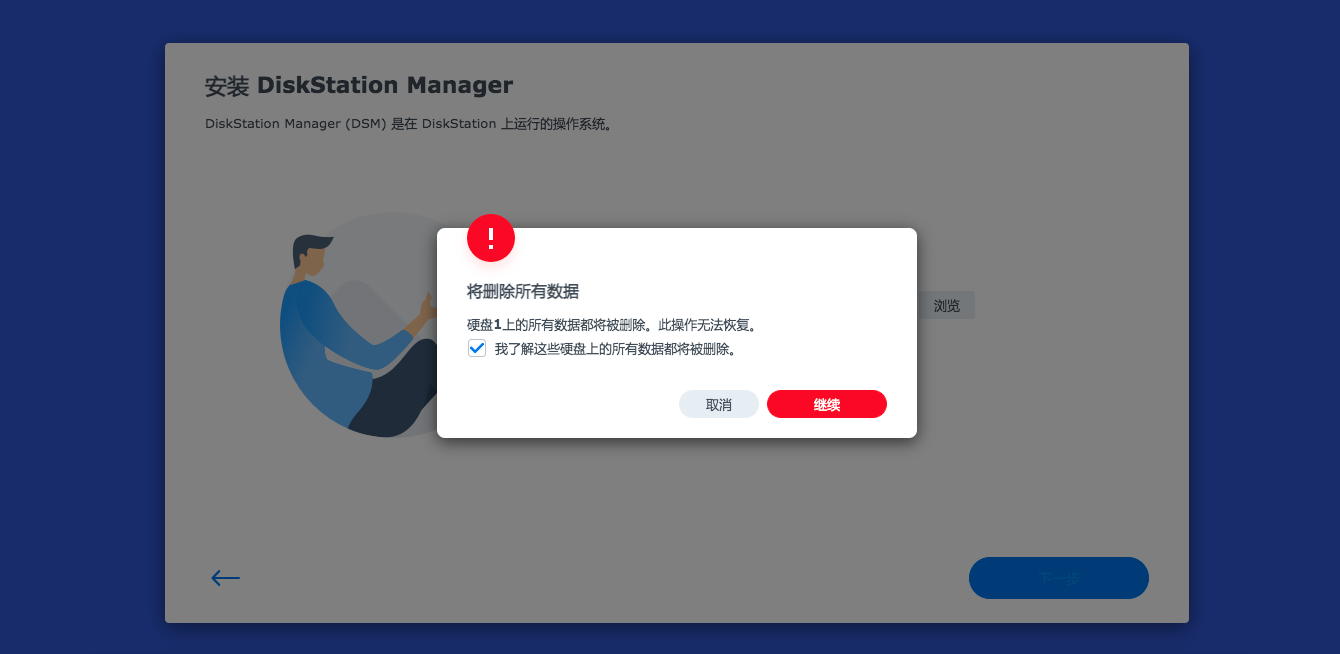 安装 DiskStation Manager
DiskStation Manager (DSM) 是在 DiskStation 上运行的操作系统。
将删除所有数据
硬盘1上的所有数据都将被删除。此操作无法恢复。
我了解这些硬盘上的所有数据都将被删除。
浏览
取消
继续
下一步